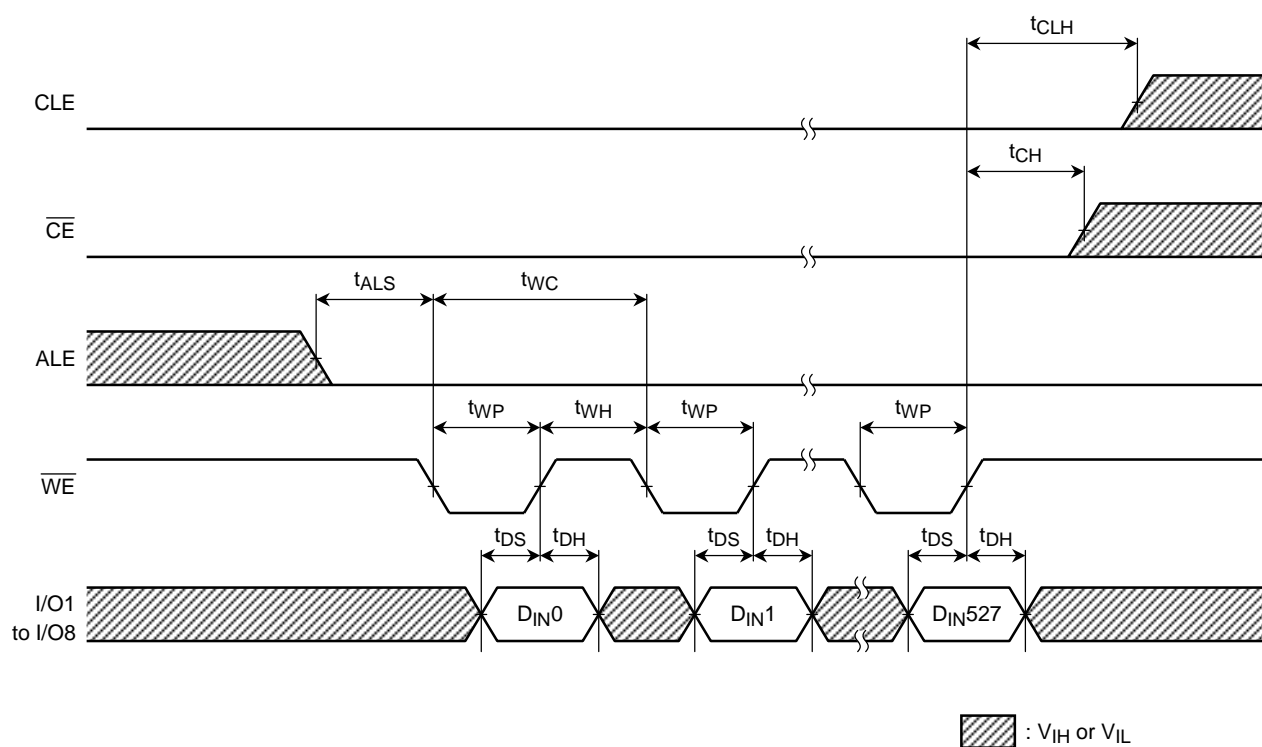 tCLH
CLE
tCH
CE
tALS
tWC
ALE
tWP
tWH
tWP
tWP
WE
tDS
tDH
tDS
tDH
tDS
tDH
I/O1
to I/O8
DIN0
DIN1
DIN527
: VIH or VIL